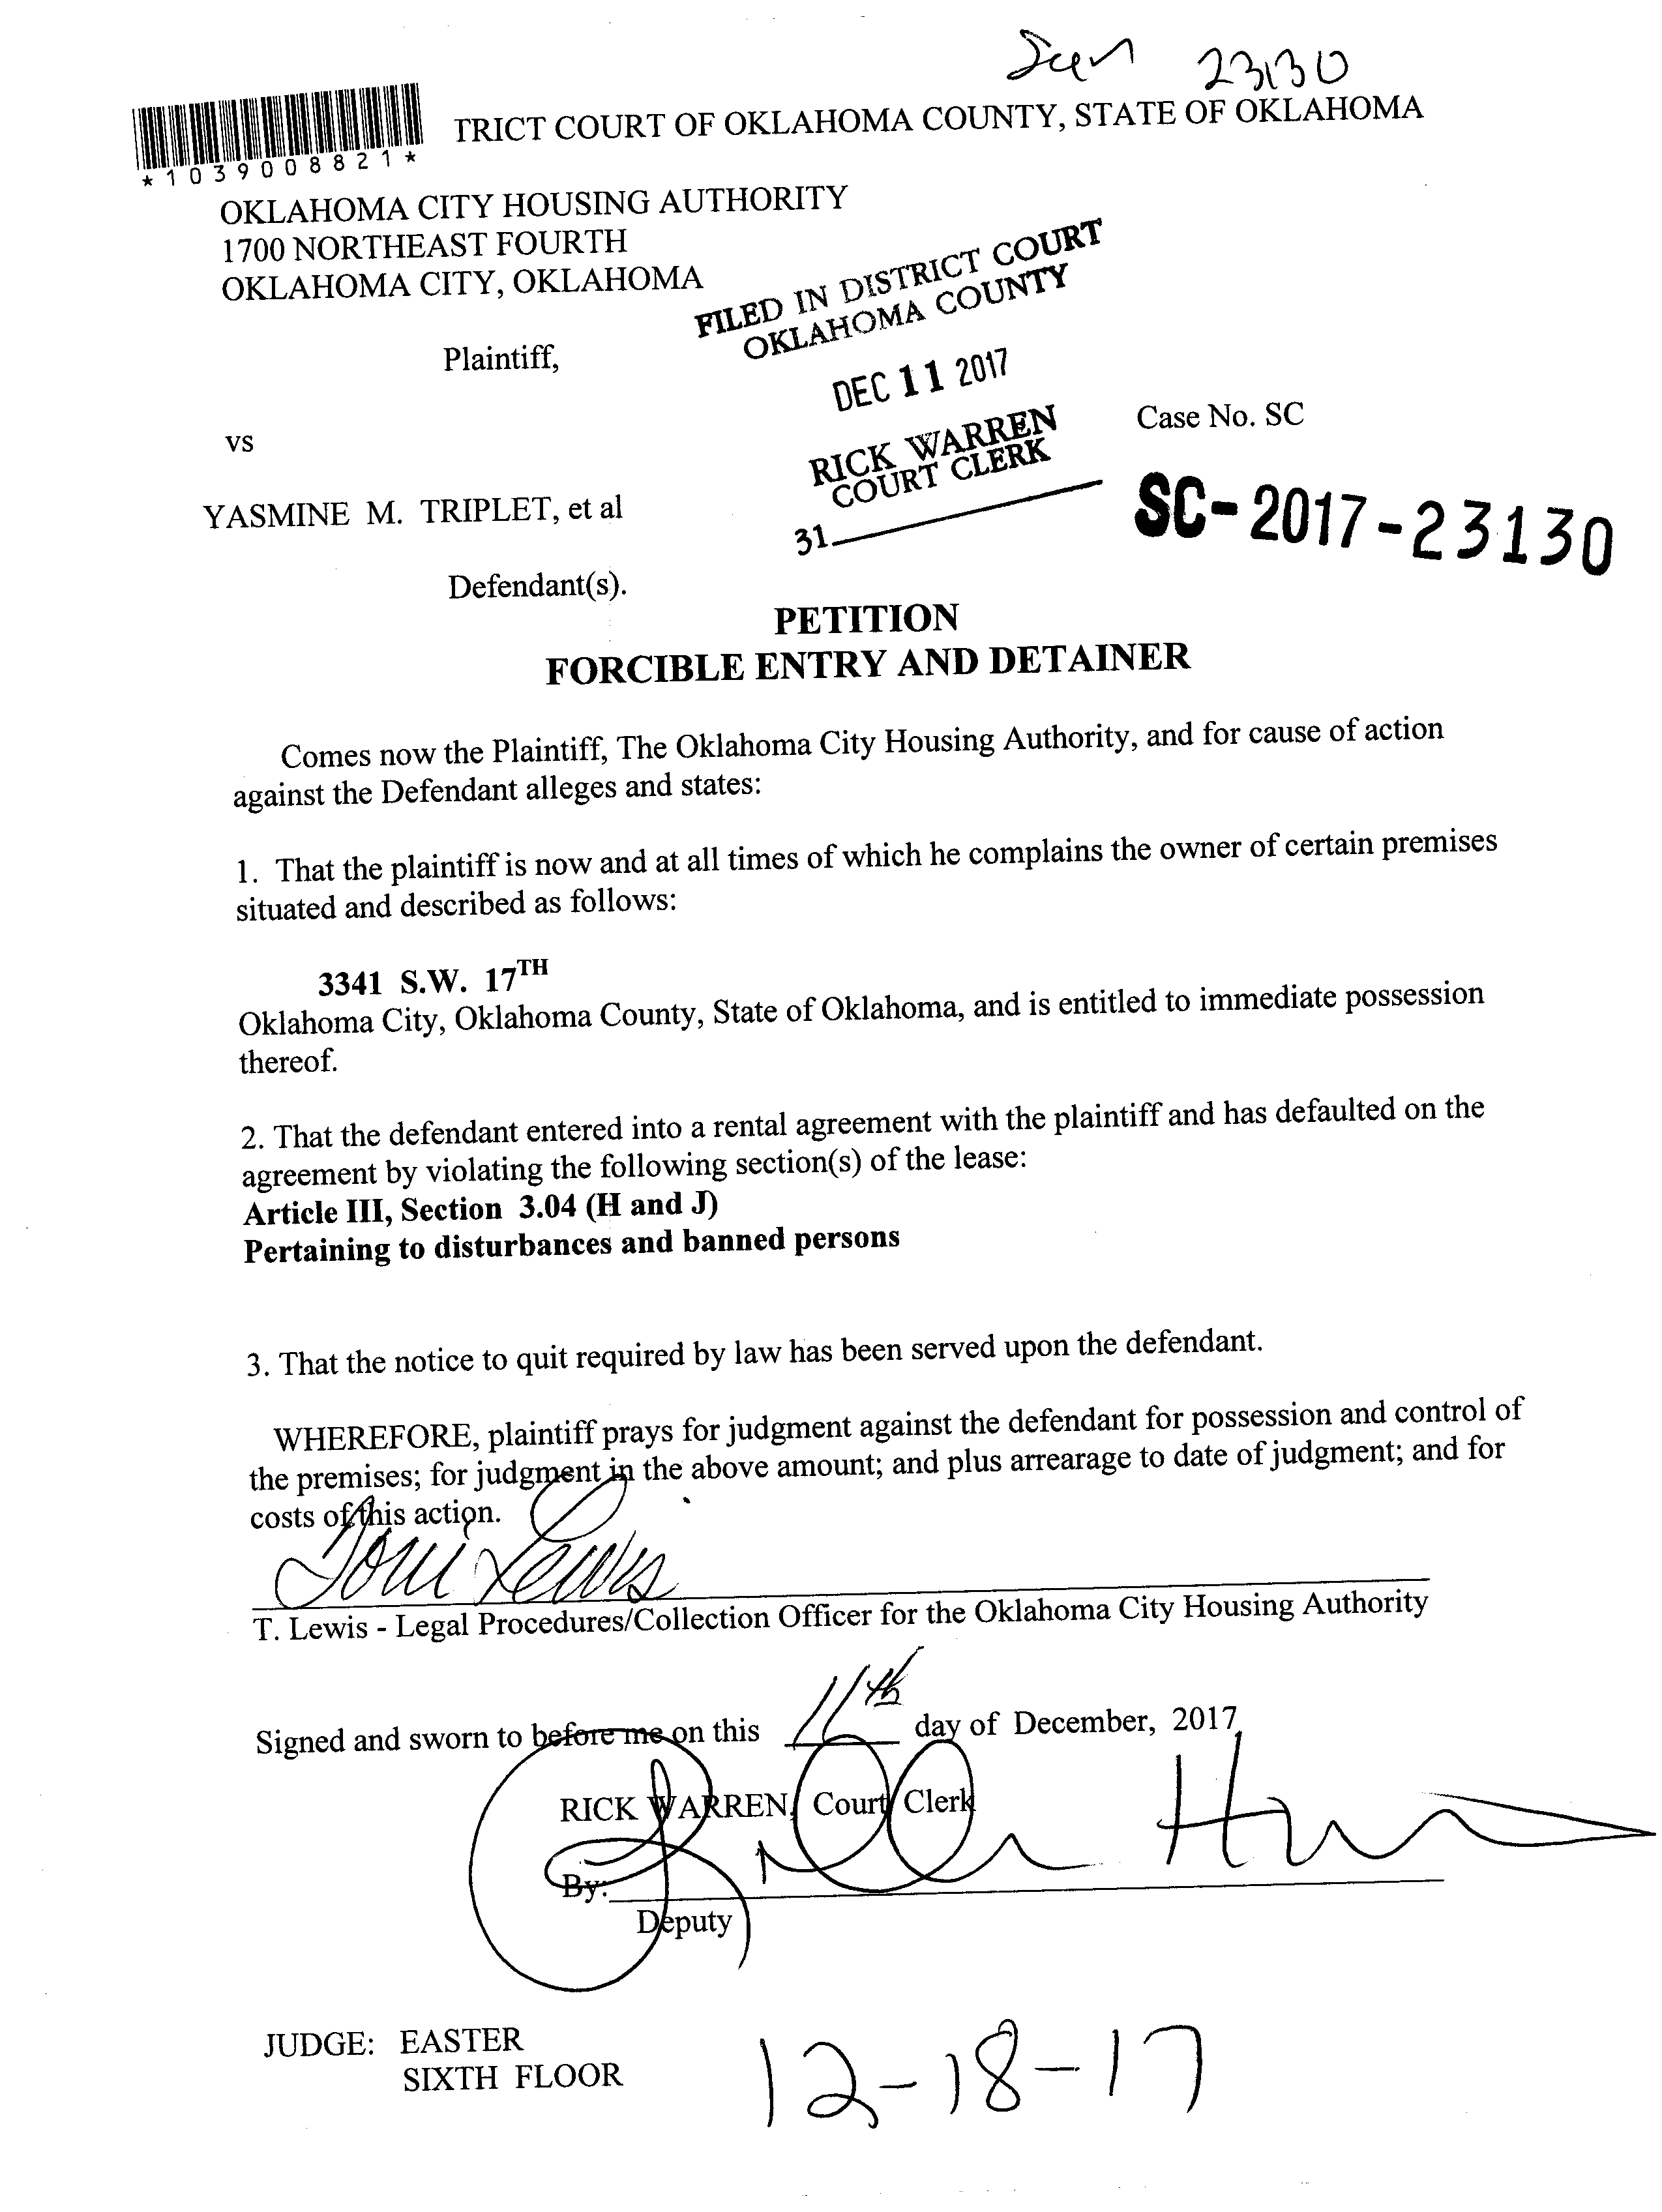 23130
TRICT COURT OF OKLAHOMA COUNTY, STATE OF OKLAHOMA
*1039008821*
OKLAHOMA CITY HOUSING AUTHORITY
1700 NORTHEAST FOURTH
OKLAHOMA CITY, OKLAHOMA
FILED IN DISTRICT COURT
OKLAHOMA COUNTY
Plaintiff,
DEC 11 2017
vs
RICK WARREN
COURT CLERK
Case No. SC
31
SC-2017-23130
YASMINE M. TRIPLET, et al
Defendant(s).
PETITION
FORCIBLE ENTRY AND DETAINER
Comes now the Plaintiff, The Oklahoma City Housing Authority, and for cause of action
against the Defendant alleges and states:
1. That the plaintiff is now and at all times of which he complains the owner of certain premises
situated and described as follows:
3341 S.W. 17TH
Oklahoma City, Oklahoma County, State of Oklahoma, and is entitled to immediate possession
thereof.
2. That the defendant entered into a rental agreement with the plaintiff and has defaulted on the
agreement by violating the following section(s) of the lease:
Article III, Section 3.04 (H and J)
Pertaining to disturbances and banned persons
3. That the notice to quit required by law has been served upon the defendant.
WHEREFORE, plaintiff prays for judgment against the defendant for possession and control of
the premises; for judgment in the above amount; and plus arrearage to date of judgment; and for
costs of this action.
Toni Lewis
T. Lewis - Legal Procedures/Collection Officer for the Oklahoma City Housing Authority
Signed and sworn to before me on this 11th day of December, 2017
RICK WARREN, Court Clerk
By:
Deputy
JUDGE: EASTER
SIXTH FLOOR
12-18-17